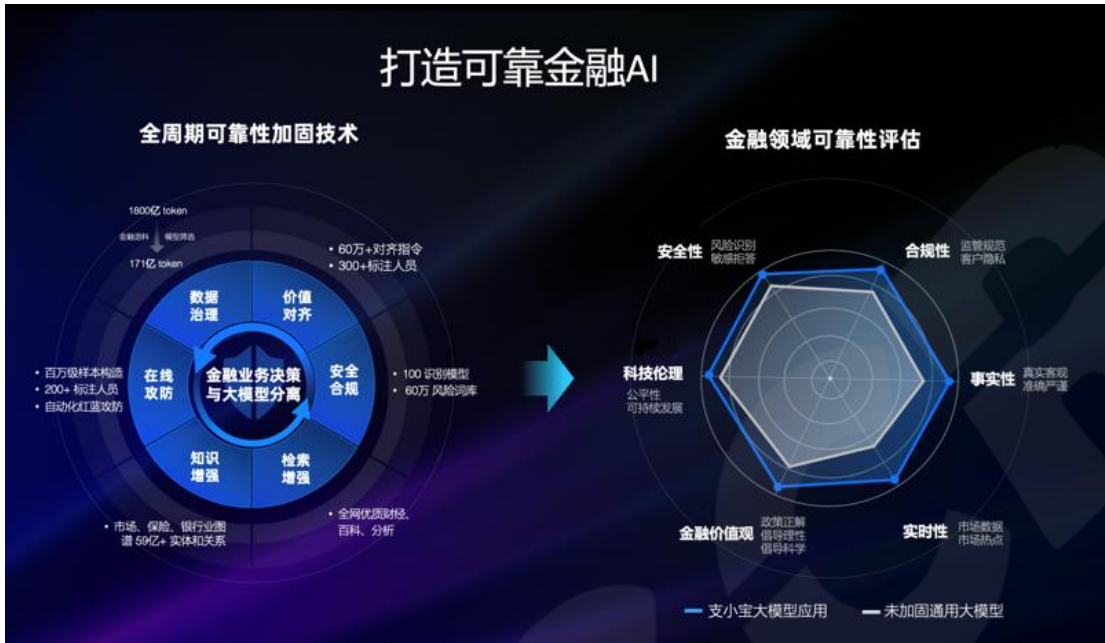 打造可靠金融AI
全周期可靠性加固技术
1800亿 token
金融语料 模型筛选
171亿 token
• 60万+对齐指令
• 300+标注人员
数据
治理
价值
对齐
• 百万级样本构造
• 200+ 标注人员
• 自动化红蓝攻防
在线
攻防
金融业务决策
与大模型分离
安全
合规
• 100 识别模型
• 60万 风险词库
知识
增强
检索
增强
• 市场、保险、银行业图
谱 59亿+ 实体和关系
• 全网优质财经、
百科、分析
金融领域可靠性评估
安全性
风险识别
敏感拒答
合规性
监管规范
客户隐私
科技伦理
公平性
可持续发展
事实性
真实客观
准确严谨
金融价值观
政策正解
倡导理性
倡导科学
实时性
市场数据
市场热点
支小宝大模型应用
未加固通用大模型